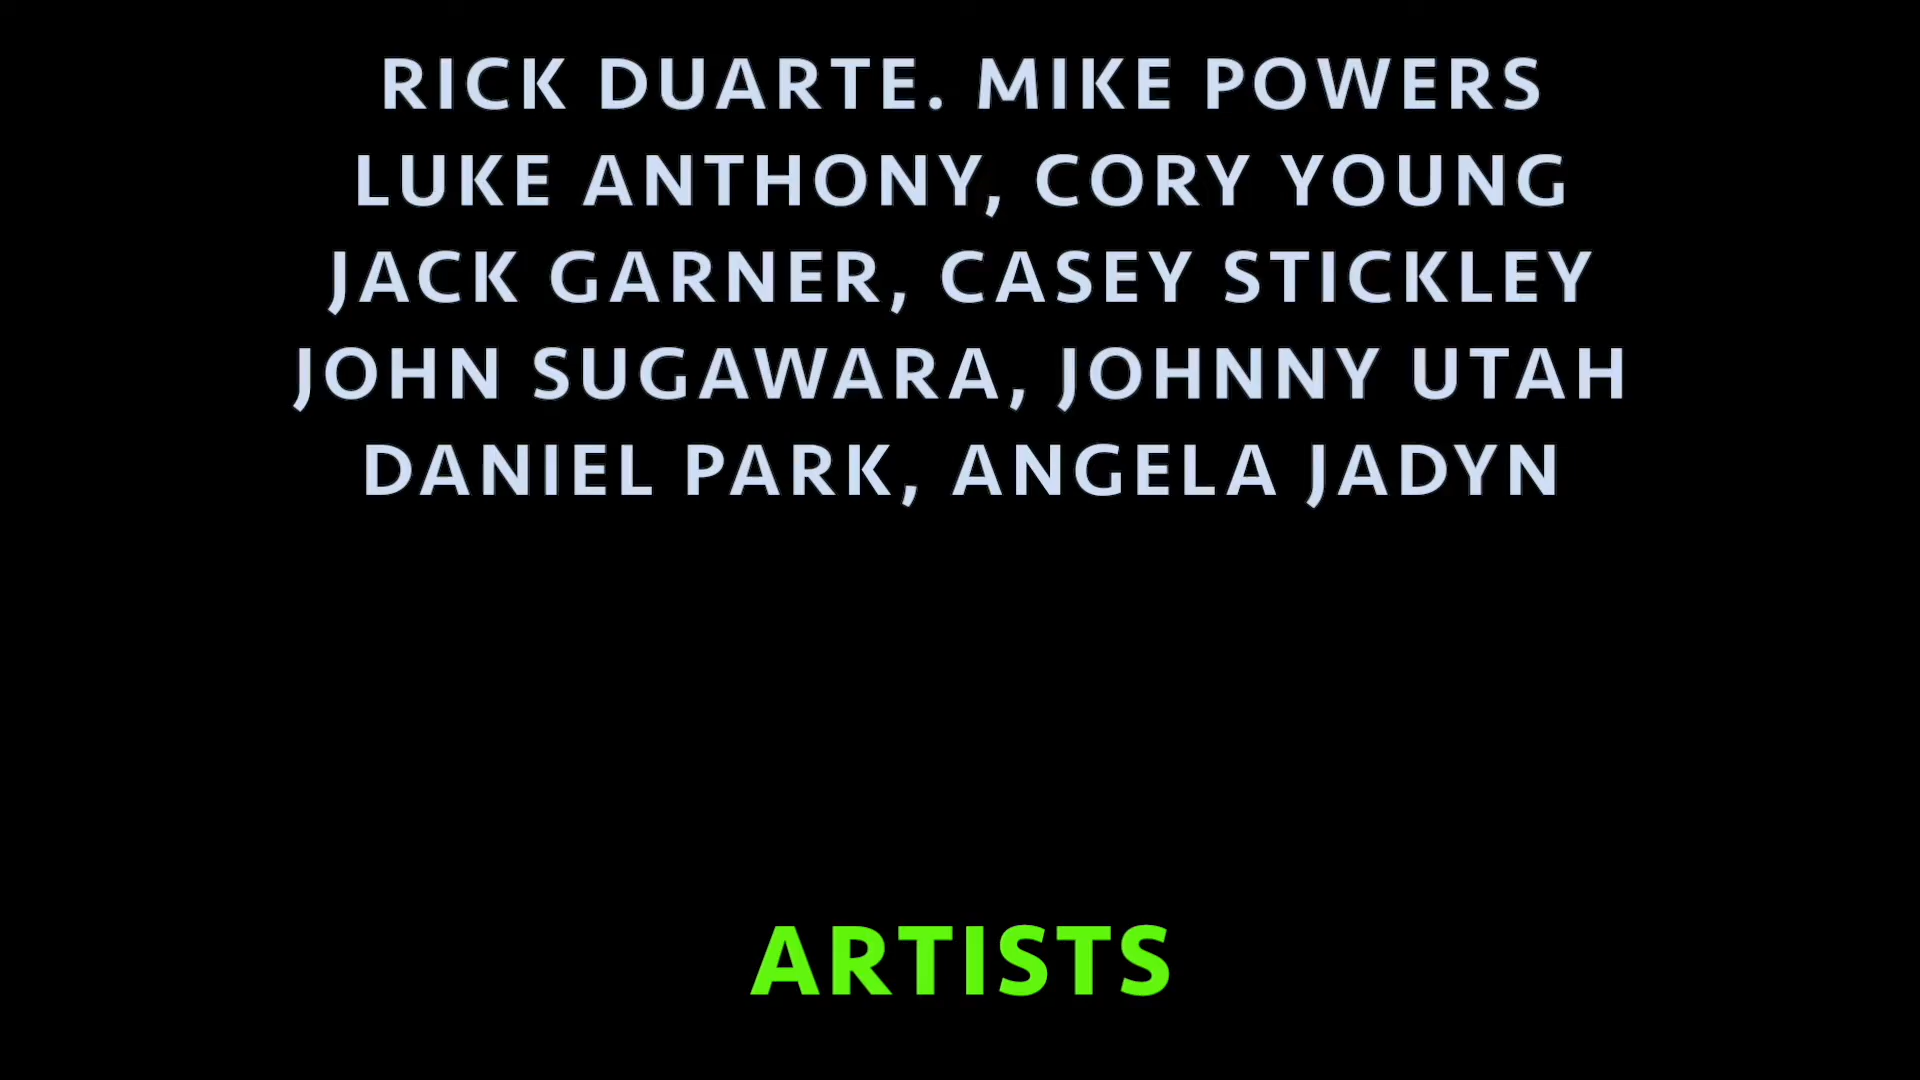 RICK DUARTE. MIKE POWERS
LUKE ANTHONY, CORY YOUNG
JACK GARNER, CASEY STICKLEY
JOHN SUGAWARA, JOHNNY UTAH
DANIEL PARK, ANGELA JADYN
ARTISTS